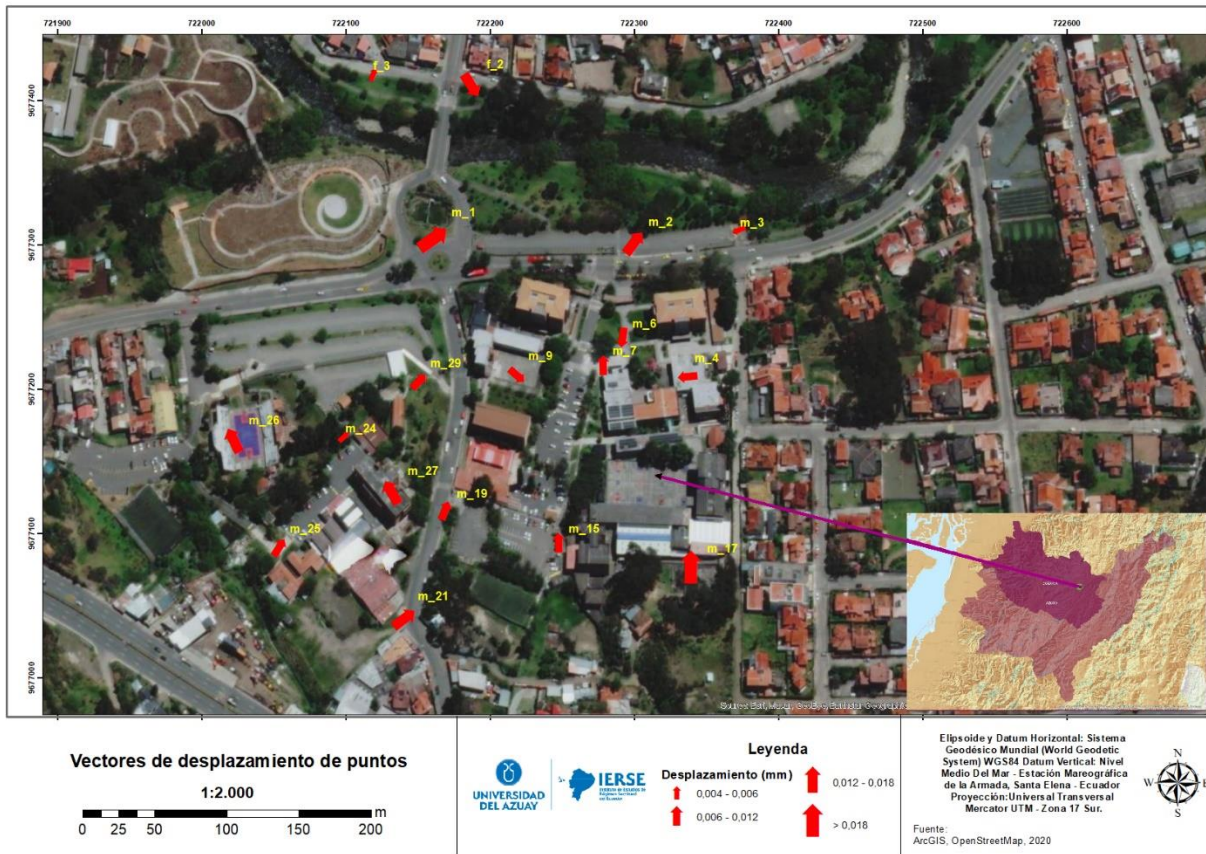 721900 722000 722100 722200 722300 722400 722500 722600
9677400
9677300
9677200
9677100
9677000
f_3
f_2
m_1
m_2
m_3
m_6
m_9
m_7
m_4
m_29
m_26
m_24
m_27
m_19
m_25
m_15
m_17
m_21
Vectores de desplazamiento de puntos
1:2.000
0 25 50 100 150 200
m
UNIVERSIDAD
DEL AZUAY
IERSE
Leyenda
Desplazamiento (mm)
0,004 - 0,006
0,006 - 0,012
0,012 - 0,018
> 0,018
Elipsoide y Datum Horizontal: Sistema
Geodésico Mundial (World Geodetic
System) WGS84 Datum Vertical: Nivel
Medio Del Mar - Estación Mareográfica
de la Armada, Santa Elena - Ecuador
Proyección:Universal Transversal
Mercator UTM - Zona 17 Sur.
N
W E
S
Fuente:
ArcGIS, OpenStreetMap, 2020